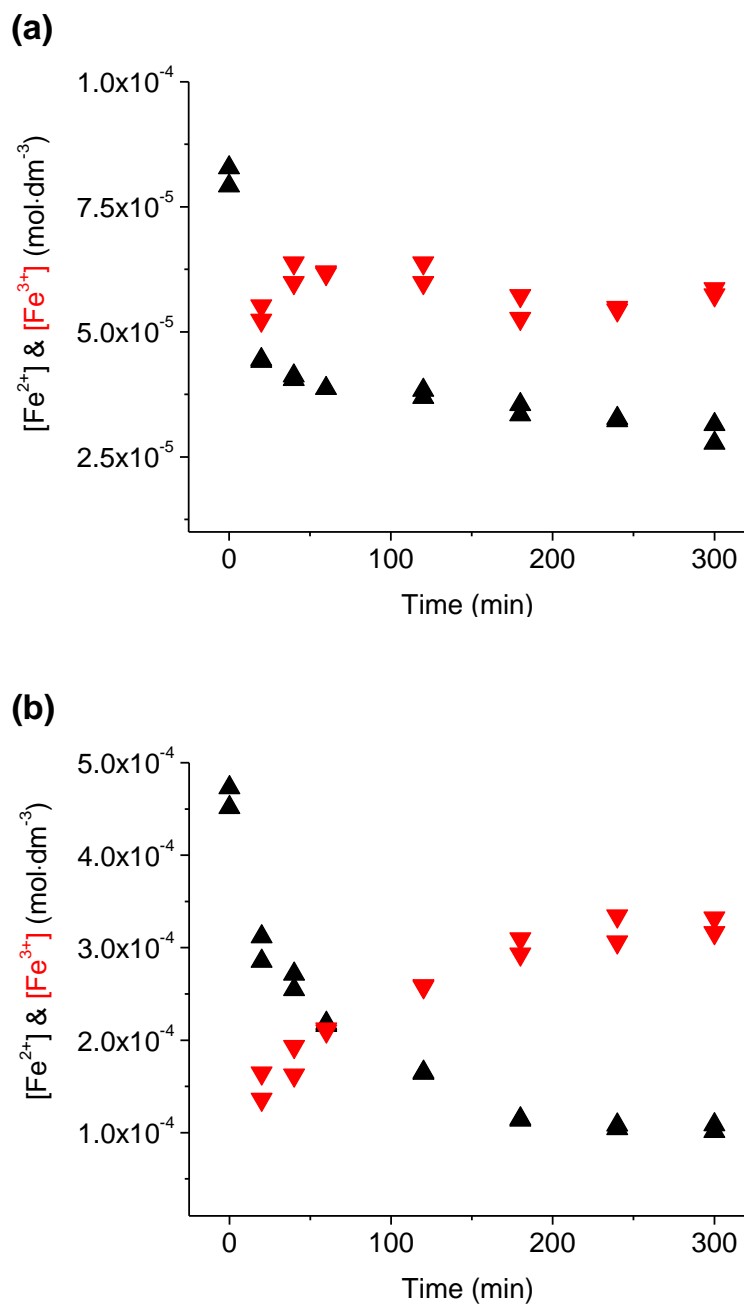 (a)
[Fe²⁺] & [Fe³⁺] (mol·dm⁻³)
1.0x10⁻⁴
7.5x10⁻⁵
5.0x10⁻⁵
2.5x10⁻⁵
0 100 200 300
Time (min)
(b)
[Fe²⁺] & [Fe³⁺] (mol·dm⁻³)
5.0x10⁻⁴
4.0x10⁻⁴
3.0x10⁻⁴
2.0x10⁻⁴
1.0x10⁻⁴
0 100 200 300
Time (min)